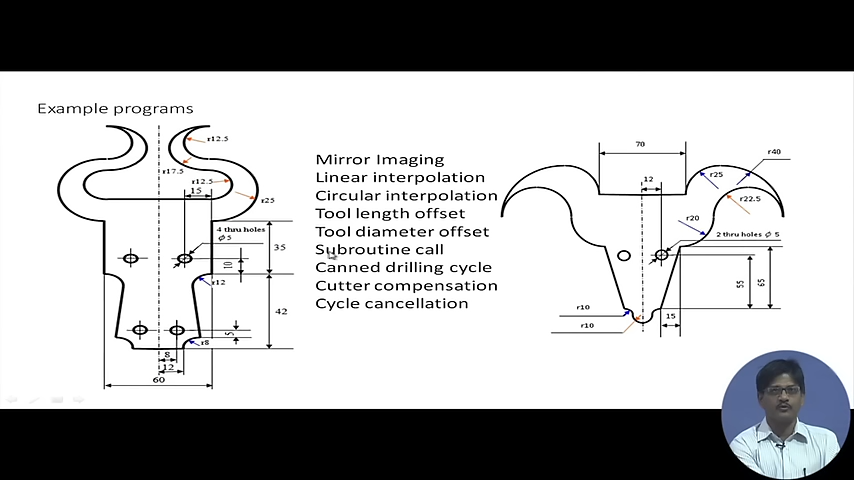 Example programs
r12.5
r17.5
r12.5
15
r25
4 thru holes
ϕ5
35
10
r12
42
5
r8
8
12
60
Mirror Imaging
Linear interpolation
Circular interpolation
Tool length offset
Tool diameter offset
Subroutine call
Canned drilling cycle
Cutter compensation
Cycle cancellation
70
r40
12
r25
r22.5
r20
2 thru holes ϕ 5
55
65
r10
r10
15